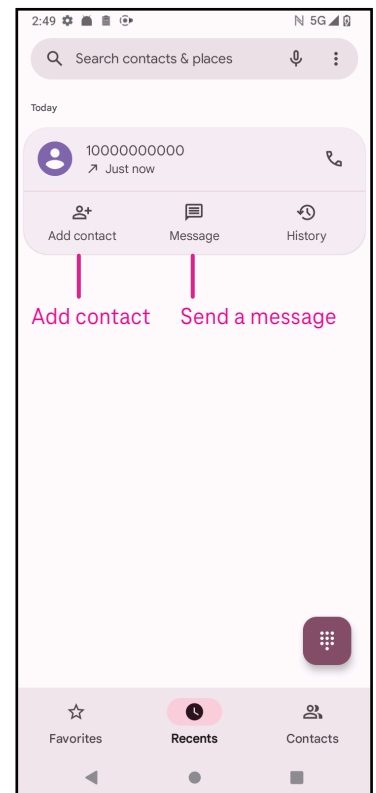 2:49 5G
Search contacts & places
Today
10000000000
Just now
Add contact Message History
Add contact Send a message
Favorites Recents Contacts